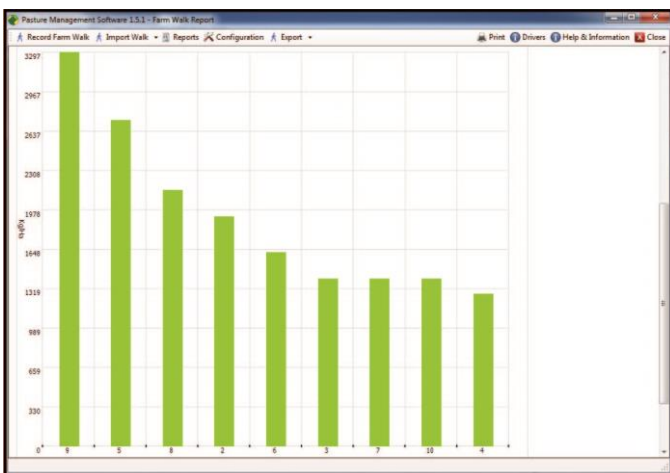 Pasture Management Software 1.5.1 - Farm Walk Report
Record Farm Walk Import Walk Reports Configuration Export Print Drivers Help & Information Close
3297
2967
2637
2308
1978
Kg/Ha
1648
1319
989
659
330
0
9 5 8 2 6 3 7 10 4